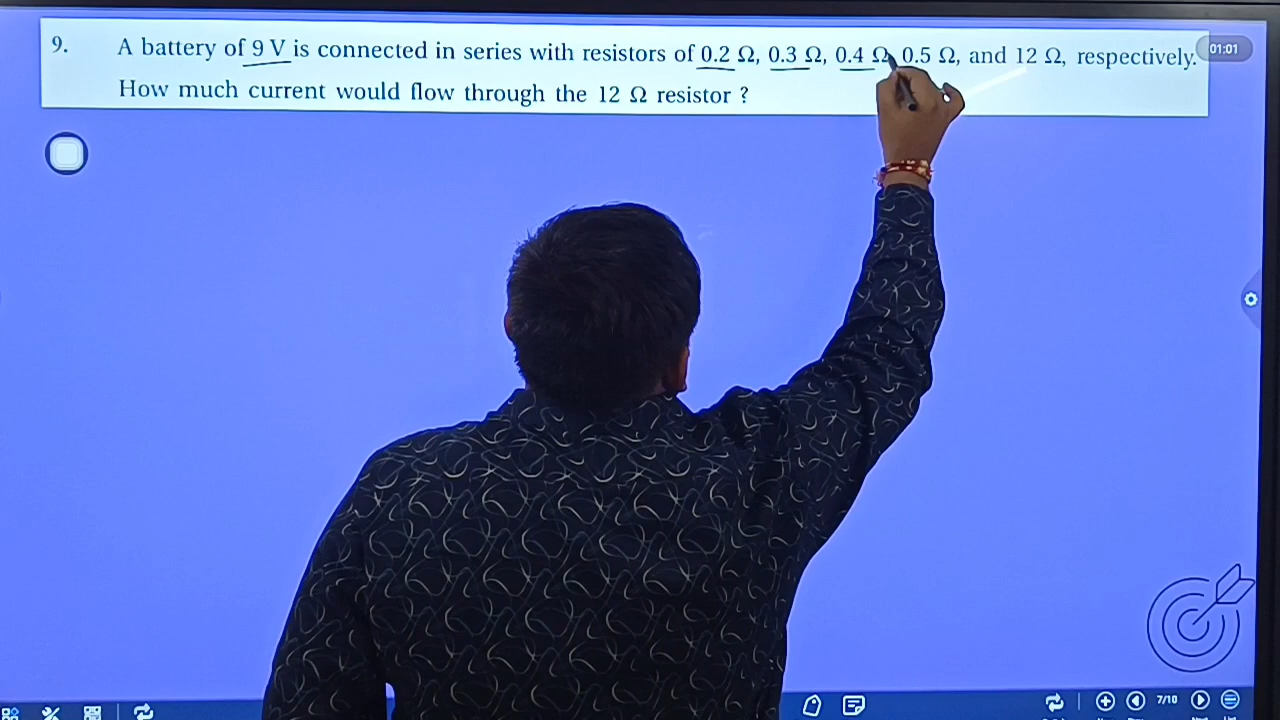 9. A battery of 9 V is connected in series with resistors of 0.2 Ω, 0.3 Ω, 0.4 Ω, 0.5 Ω, and 12 Ω, respectively.
How much current would flow through the 12 Ω resistor ?
01:01
7/10